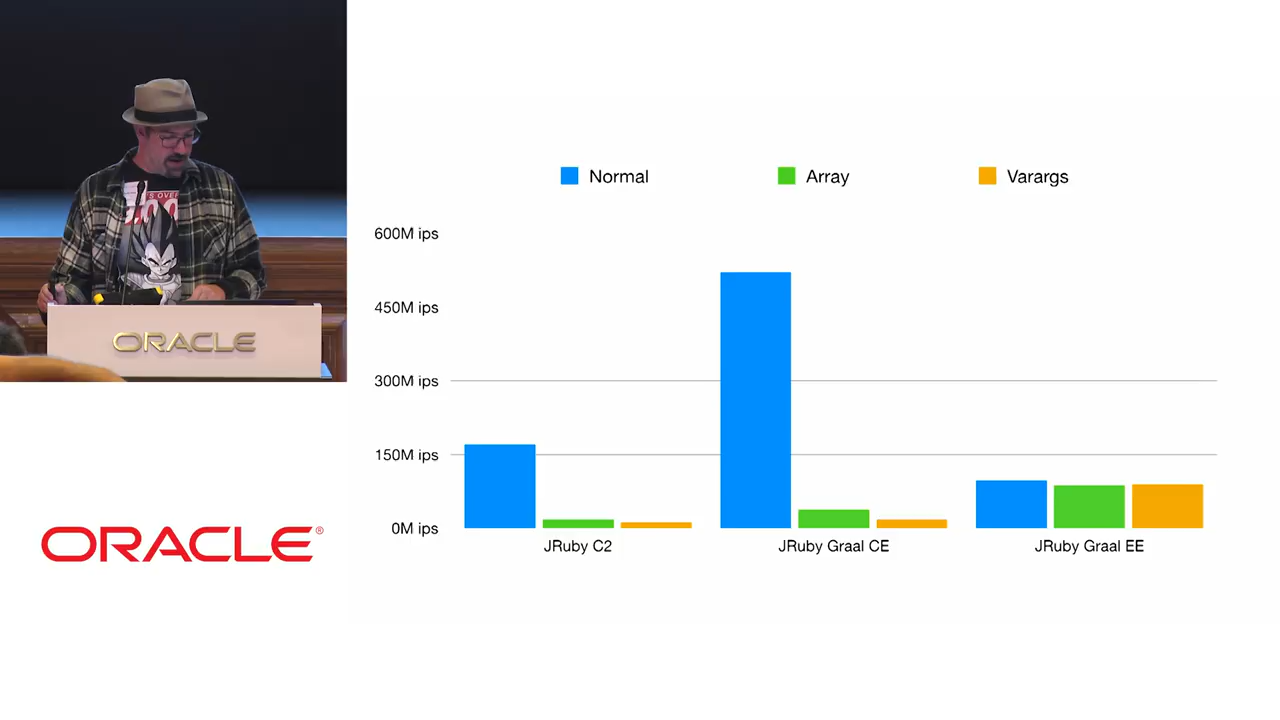 S OVER
ORACLE
ORACLE®
Normal
Array
Varargs
600M ips
450M ips
300M ips
150M ips
0M ips
JRuby C2
JRuby Graal CE
JRuby Graal EE